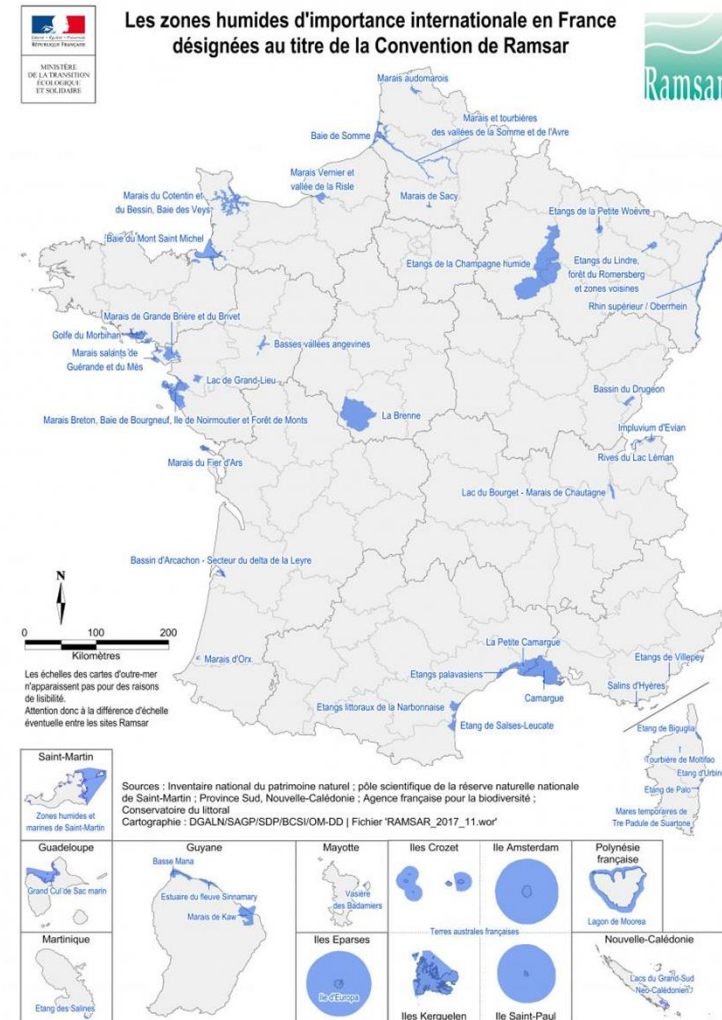 Les zones humides d'importance internationale en France
désignées au titre de la Convention de Ramsar
Liberté • Égalité • Fraternité
RÉPUBLIQUE FRANÇAISE
MINISTÈRE
DE LA TRANSITION
ÉCOLOGIQUE
ET SOLIDAIRE
Ramsar
Marais audomarois
Marais et tourbières
des vallées de la Somme et de l'Avre
Baie de Somme
Marais Vernier et
vallée de la Risle
Marais de Sacy
Marais du Cotentin et
du Bessin, Baie des Veys
Etangs de la Petite Woëvre
Baie du Mont Saint Michel
Etangs de la Champagne humide
Etangs du Lindre,
forêt du Romersberg
et zones voisines
Rhin supérieur / Oberrhein
Marais de Grande Brière et du Brivet
Golfe du Morbihan
Basses vallées angevines
Marais salants de
Guérande et du Mès
Lac de Grand-Lieu
Bassin du Drugeon
Marais Breton, Baie de Bourgneuf, Ile de Noirmoutier et Forêt de Monts
La Brenne
Impluvium d'Evian
Rives du Lac Léman
Marais du Fier d'Ars
Lac du Bourget - Marais de Chautagne
Bassin d'Arcachon - Secteur du delta de la Leyre
N
0 100 200
Kilomètres
Marais d'Orx
La Petite Camargue
Etangs palavasiens
Etangs de Villepey
Camargue
Salins d'Hyères
Etangs littoraux de la Narbonnaise
Etang de Salses-Leucate
Les échelles des cartes d'outre-mer
n'apparaissent pas pour des raisons
de lisibilité.
Attention donc à la différence d'échelle
éventuelle entre les sites Ramsar
Etang de Biguglia
Tourbière de Moltifao
Etang d'Urbino
Etang de Palo
Mares temporaires de
Tre Padule de Suartone
Saint-Martin
Zones humides et
marines de Saint-Martin
Sources : Inventaire national du patrimoine naturel ; pôle scientifique de la réserve naturelle nationale
de Saint-Martin ; Province Sud, Nouvelle-Calédonie ; Agence française pour la biodiversité ;
Conservatoire du littoral
Cartographie : DGALN/SAGP/SDP/BCSI/OM-DD | Fichier 'RAMSAR_2017_11.wor'
Guadeloupe
Grand Cul de Sac marin
Guyane
Basse Mana
Estuaire du fleuve Sinnamary
Marais de Kaw
Mayotte
Vasière
des Badamiers
Iles Crozet
Ile Amsterdam
Terres australes françaises
Polynésie
française
Lagon de Moorea
Martinique
Etang des Salines
Iles Eparses
Ile d'Europa
Iles Kerguelen
Ile Saint-Paul
Nouvelle-Calédonie
Lacs du Grand-Sud
Néo-Calédonien